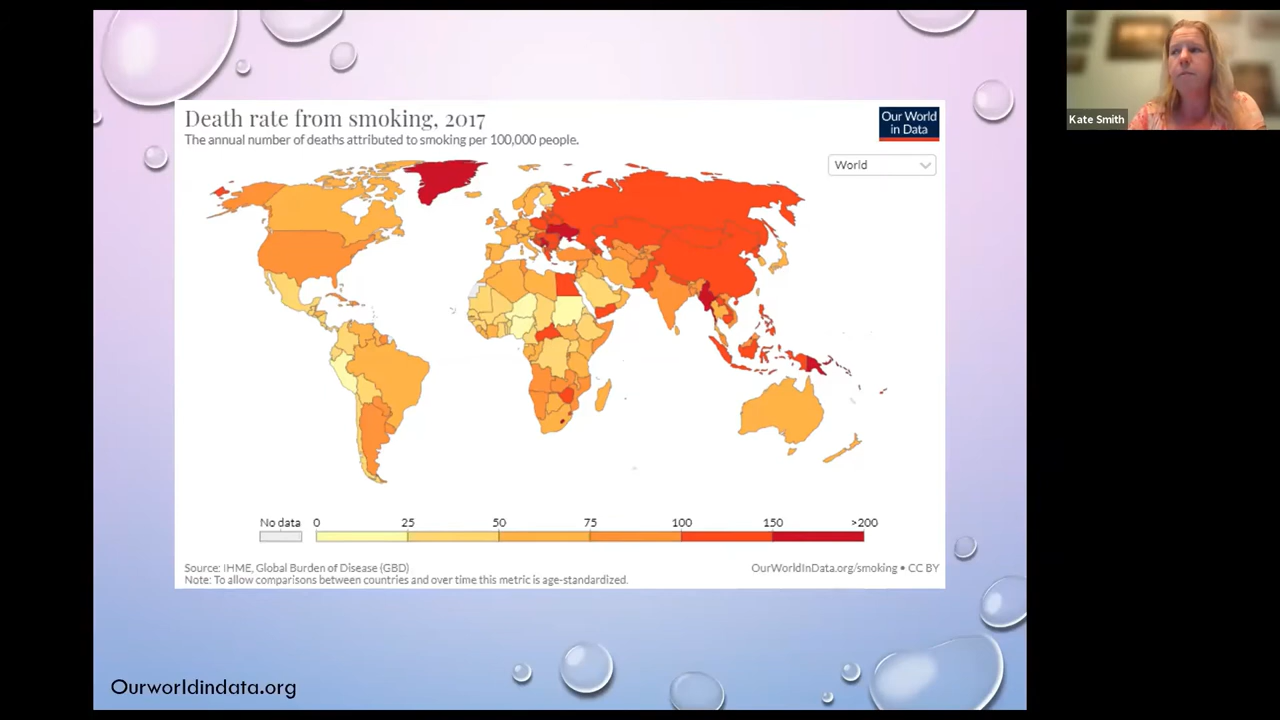 Death rate from smoking, 2017
The annual number of deaths attributed to smoking per 100,000 people.
Our World
in Data
World
No data 0 25 50 75 100 150 >200
Source: IHME, Global Burden of Disease (GBD)
Note: To allow comparisons between countries and over time this metric is age-standardized.
OurWorldInData.org/smoking • CC BY
Ourworldindata.org
Kate Smith